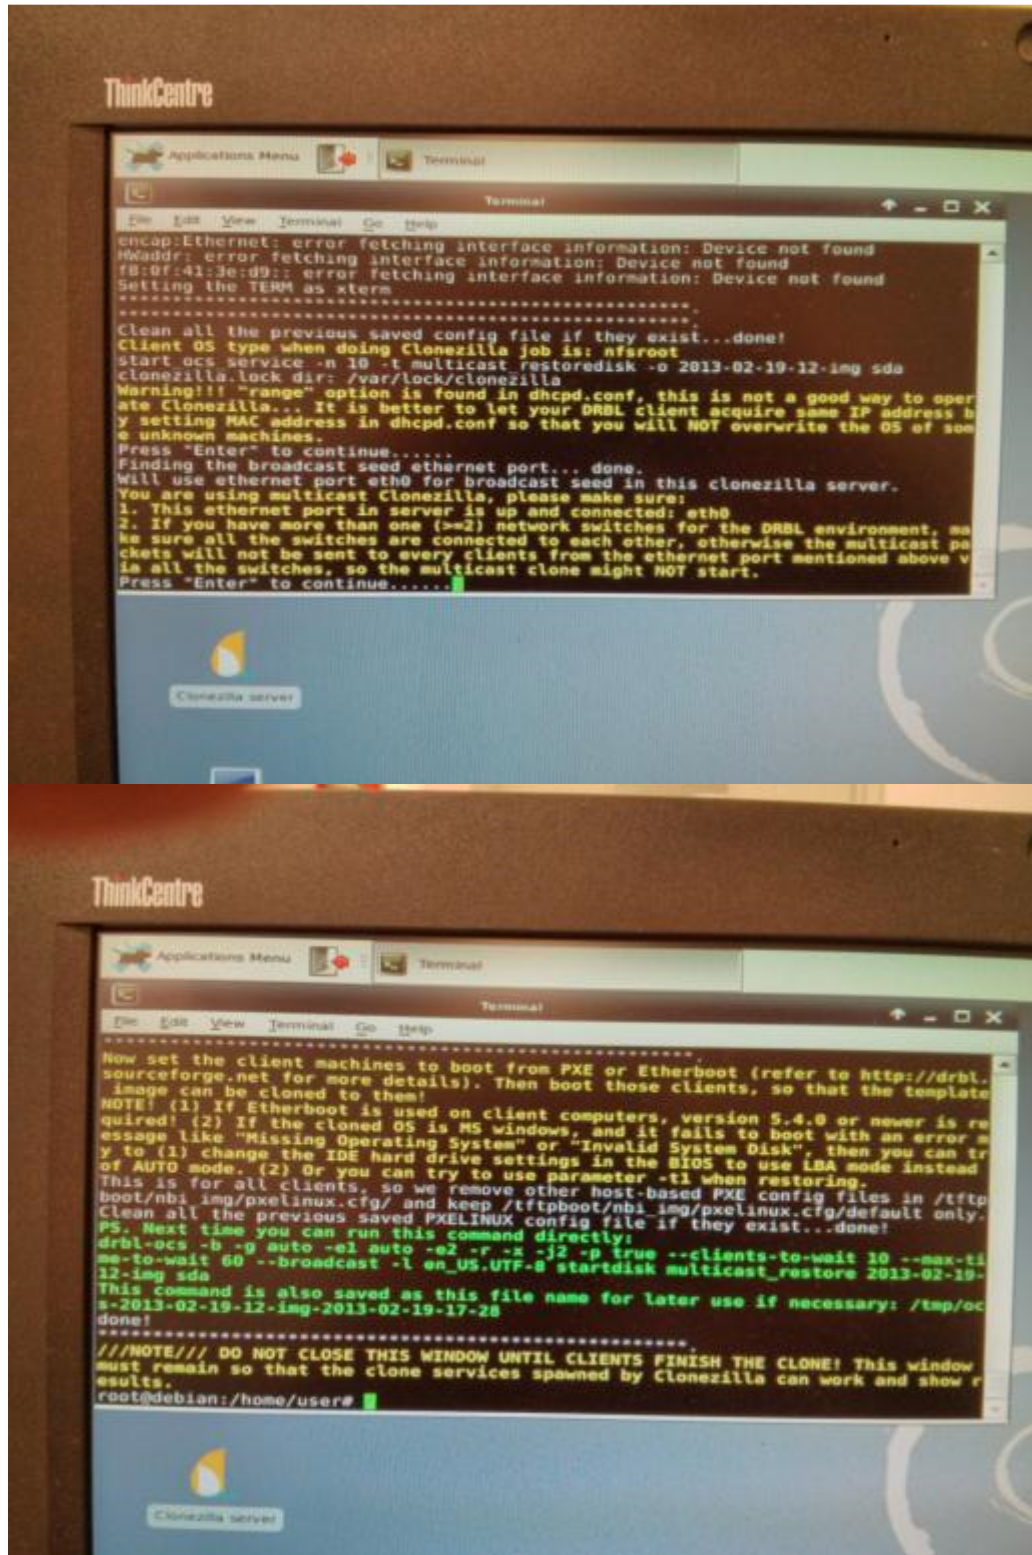 ThinkCentre
Applications Menu Terminal
Terminal
File Edit View Terminal Go Help
encap:Ethernet: error fetching interface information: Device not found
HWaddr: error fetching interface information: Device not found
f8:0f:41:3e:d9:: error fetching interface information: Device not found
Setting the TERM as xterm
Clean all the previous saved config file if they exist...done!
Client OS type when doing Clonezilla job is: nfsroot
start_ocs_service -n 10 -t multicast_restoredisk -o 2013-02-19-12-img sda
clonezilla.lock dir: /var/lock/clonezilla
Warning!!! "range" option is found in dhcpd.conf, this is not a good way to oper
ate Clonezilla... It is better to let your DRBL client acquire same IP address b
y setting MAC address in dhcpd.conf so that you will NOT overwrite the OS of som
e unknown machines.
Press "Enter" to continue......
Finding the broadcast seed ethernet port... done.
Will use ethernet port eth0 for broadcast seed in this clonezilla server.
You are using multicast Clonezilla, please make sure:
1. This ethernet port in server is up and connected: eth0
2. If you have more than one (>=2) network switches for the DRBL environment, ma
ke sure all the switches are connected to each other, otherwise the multicast pa
ckets will not be sent to every clients from the ethernet port mentioned above v
ia all the switches, so the multicast clone might NOT start.
Press "Enter" to continue......
Clonezilla server
ThinkCentre
Applications Menu Terminal
Terminal
File Edit View Terminal Go Help
Now set the client machines to boot from PXE or Etherboot (refer to http://drbl.
sourceforge.net for more details). Then boot those clients, so that the template
image can be cloned to them!
NOTE! (1) If Etherboot is used on client computers, version 5.4.0 or newer is re
quired! (2) If the cloned OS is MS windows, and it fails to boot with an error m
essage like "Missing Operating System" or "Invalid System Disk", then you can tr
y to (1) change the IDE hard drive settings in the BIOS to use LBA mode instead
of AUTO mode. (2) Or you can try to use parameter -t1 when restoring.
This is for all clients, so we remove other host-based PXE config files in /tftp
boot/nbi_img/pxelinux.cfg/ and keep /tftpboot/nbi_img/pxelinux.cfg/default only.
Clean all the previous saved PXELINUX config file if they exist...done!
PS. Next time you can run this command directly:
drbl-ocs -b -g auto -e1 auto -e2 -r -x -j2 -p true --clients-to-wait 10 --max-ti
me-to-wait 60 --broadcast -l en_US.UTF-8 startdisk multicast_restore 2013-02-19-
12-img sda
This command is also saved as this file name for later use if necessary: /tmp/oc
s-2013-02-19-12-img-2013-02-19-17-28
done!
///NOTE/// DO NOT CLOSE THIS WINDOW UNTIL CLIENTS FINISH THE CLONE! This window
must remain so that the clone services spawned by Clonezilla can work and show r
esults.
root@debian:/home/user#
Clonezilla server